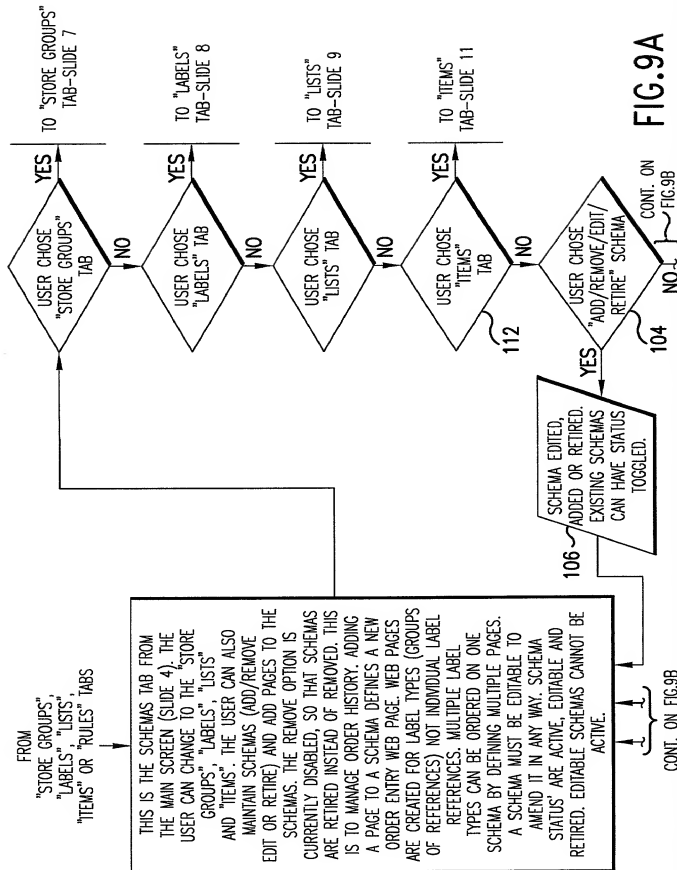 FROM
"STORE GROUPS",
"LABELS", "LISTS",
"ITEMS" OR "RULES" TABS
THIS IS THE SCHEMAS TAB FROM
THE MAIN SCREEN (SLIDE 4). THE
USER CAN CHANGE TO THE "STORE
GROUPS", "LABELS", "LISTS"
AND "ITEMS". THE USER CAN ALSO
MAINTAIN SCHEMAS (ADD/REMOVE
EDIT OR RETIRE) AND ADD PAGES TO THE
SCHEMAS. THE REMOVE OPTION IS
CURRENTLY DISABLED, SO THAT SCHEMAS
ARE RETIRED INSTEAD OF REMOVED. THIS
IS TO MANAGE ORDER HISTORY. ADDING
A PAGE TO A SCHEMA DEFINES A NEW
ORDER ENTRY WEB PAGE. WEB PAGES
ARE CREATED FOR LABEL TYPES (GROUPS
OF REFERENCES) NOT INDIVIDUAL LABEL
REFERENCES. MULTIPLE LABEL
TYPES CAN BE ORDERED ON ONE
SCHEMA BY DEFINING MULTIPLE PAGES.
A SCHEMA MUST BE EDITABLE TO
AMEND IT IN ANY WAY. SCHEMA
STATUS' ARE ACTIVE, EDITABLE AND
RETIRED. EDITABLE SCHEMAS CANNOT BE
ACTIVE.
CONT. ON FIG.9B
USER CHOSE
"STORE GROUPS"
TAB
YES
TO "STORE GROUPS"
TAB-SLIDE 7
NO
USER CHOSE
"LABELS" TAB
YES
TO "LABELS"
TAB-SLIDE 8
NO
USER CHOSE
"LISTS" TAB
YES
TO "LISTS"
TAB-SLIDE 9
NO
USER CHOSE
"ITEMS"
TAB
112
YES
TO "ITEMS"
TAB-SLIDE 11
NO
USER CHOSE
"ADD/REMOVE/EDIT/
RETIRE" SCHEMA
104
YES
NO
CONT. ON
FIG.9B
SCHEMA EDITED,
ADDED OR RETIRED.
EXISTING SCHEMAS
CAN HAVE STATUS
TOGGLED.
106
FIG.9A